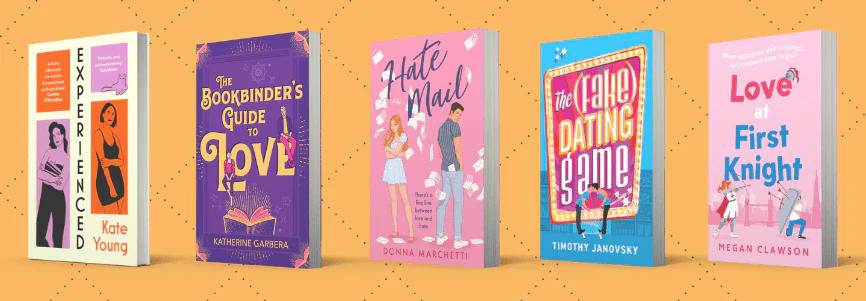 EXPERIENCED
Kate
Young
THE
BOOKBINDER'S
GUIDE
TO
LOVE
KATHERINE GARBERA
Hate
Mail
There's a
fine line
between
love and
hate
DONNA MARCHETTI
the (fake)
DATING
game
TIMOTHY JANOVSKY
When opposites don't attract,
can romance ever reign?
Love
at
First
Knight
MEGAN CLAWSON